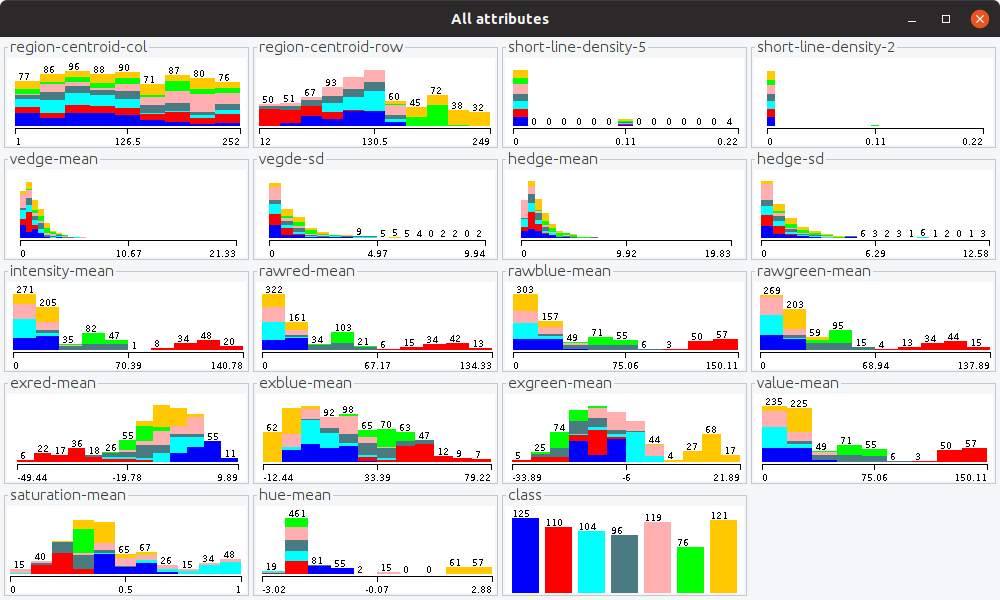 All attributes
region-centroid-col
region-centroid-row
short-line-density-5
short-line-density-2
77 86 96 88 90 71 87 80 76
50 51 67 93 60 45 72 38 32
0 0 0 0 0 0 0 0 0 0 0 0 4
1 126.5 252
12 130.5 249
0 0.11 0.22
0 0.11 0.22
vedge-mean
vegde-sd
hedge-mean
hedge-sd
9 5 5 5 4 0 2 2 0 2
6 3 2 3 1 6 1 2 0 1 3
0 10.67 21.33
0 4.97 9.94
0 9.92 19.83
0 6.29 12.58
intensity-mean
rawred-mean
rawblue-mean
rawgreen-mean
271 205 35 82 47 1 8 34 48 20
322 161 34 103 21 6 15 34 42 13
303 157 49 71 55 6 3 50 57
269 203 59 95 15 4 13 34 44 15
0 70.39 140.78
0 67.17 134.33
0 75.06 150.11
0 68.94 137.89
exred-mean
exblue-mean
exgreen-mean
value-mean
6 22 17 36 18 26 55 55 11
62 92 98 65 70 63 47 12 9 7
5 25 74 44 4 27 68 17
235 225 49 71 55 6 3 50 57
-49.44 -19.78 9.89
-12.44 33.39 79.22
-33.89 -6 21.89
0 75.06 150.11
saturation-mean
hue-mean
class
15 40 65 67 26 15 34 48
19 461 81 55 2 15 0 0 61 57
125 110 104 96 119 76 121
0 0.5 1
-3.02 -0.07 2.88